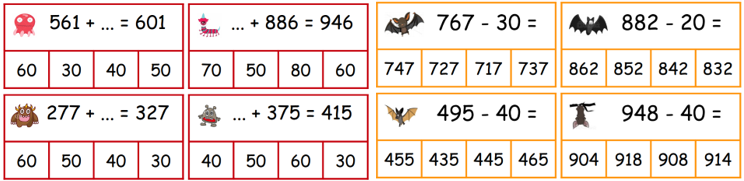 561 + ... = 601
60 30 40 50
... + 886 = 946
70 50 80 60
767 - 30 =
747 727 717 737
882 - 20 =
862 852 842 832
277 + ... = 327
60 50 40 30
... + 375 = 415
40 50 60 30
495 - 40 =
455 435 445 465
948 - 40 =
904 918 908 914